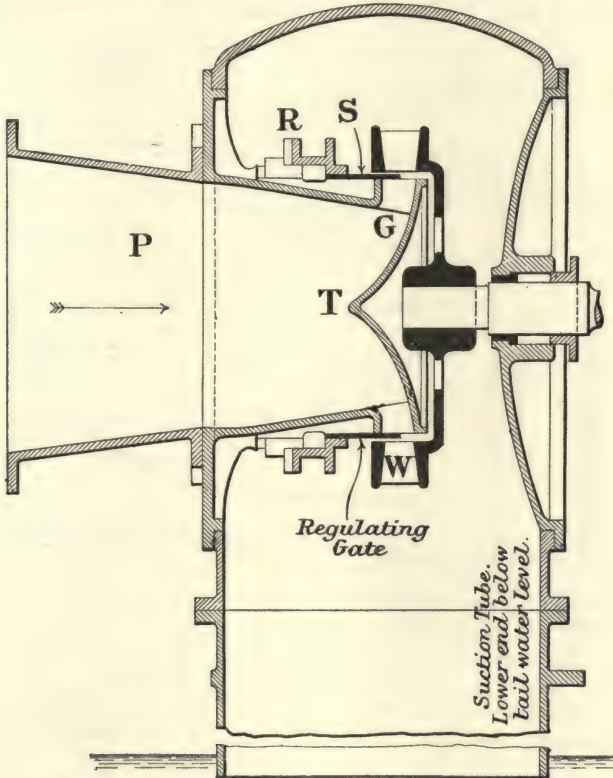 S
R
P
G
T
W
Regulating
Gate
Suction Tube.
Lower end below
tail water level.